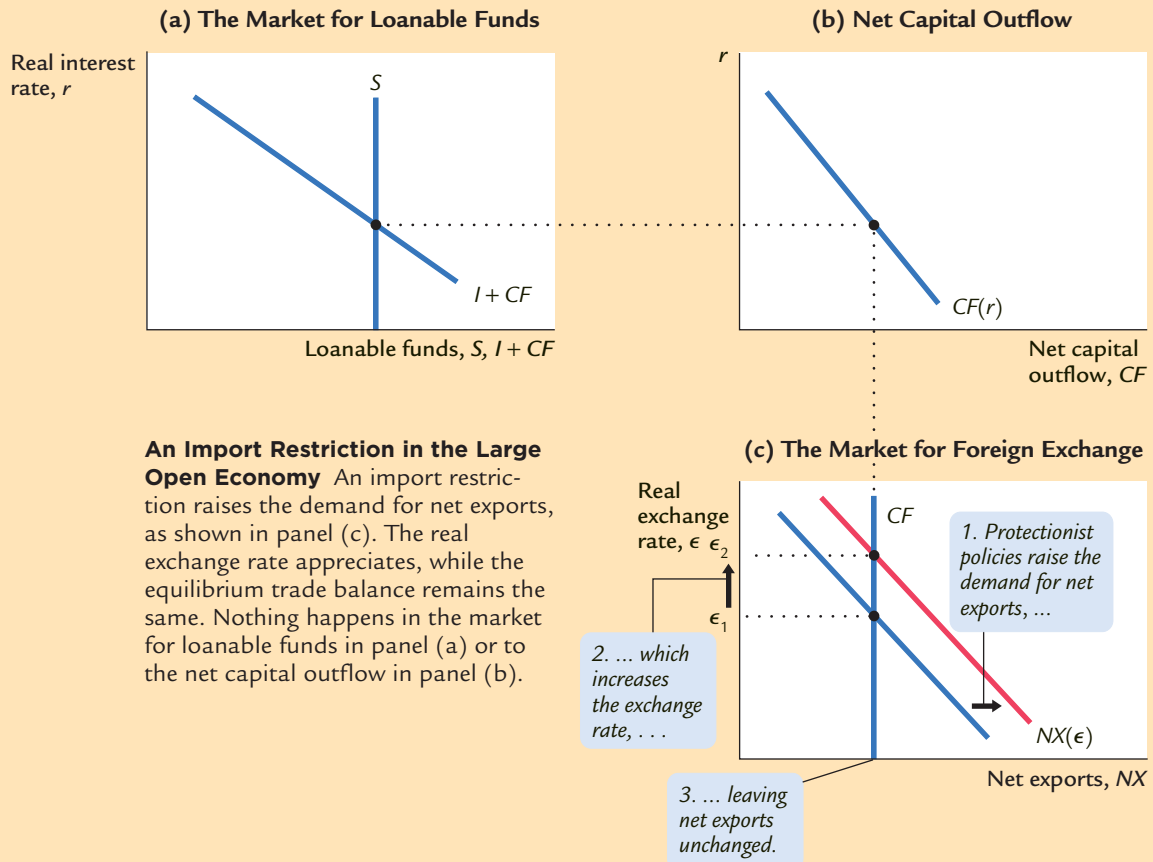 (a) The Market for Loanable Funds
Real interest
rate, r
S
I + CF
Loanable funds, S, I + CF
(b) Net Capital Outflow
r
CF(r)
Net capital
outflow, CF
An Import Restriction in the Large
Open Economy An import restric-
tion raises the demand for net exports,
as shown in panel (c). The real
exchange rate appreciates, while the
equilibrium trade balance remains the
same. Nothing happens in the market
for loanable funds in panel (a) or to
the net capital outflow in panel (b).
(c) The Market for Foreign Exchange
Real
exchange
rate, ϵ ϵ2
ϵ1
CF
1. Protectionist
policies raise the
demand for net
exports, ...
2. ... which
increases
the exchange
rate, . . .
NX(ϵ)
Net exports, NX
3. ... leaving
net exports
unchanged.